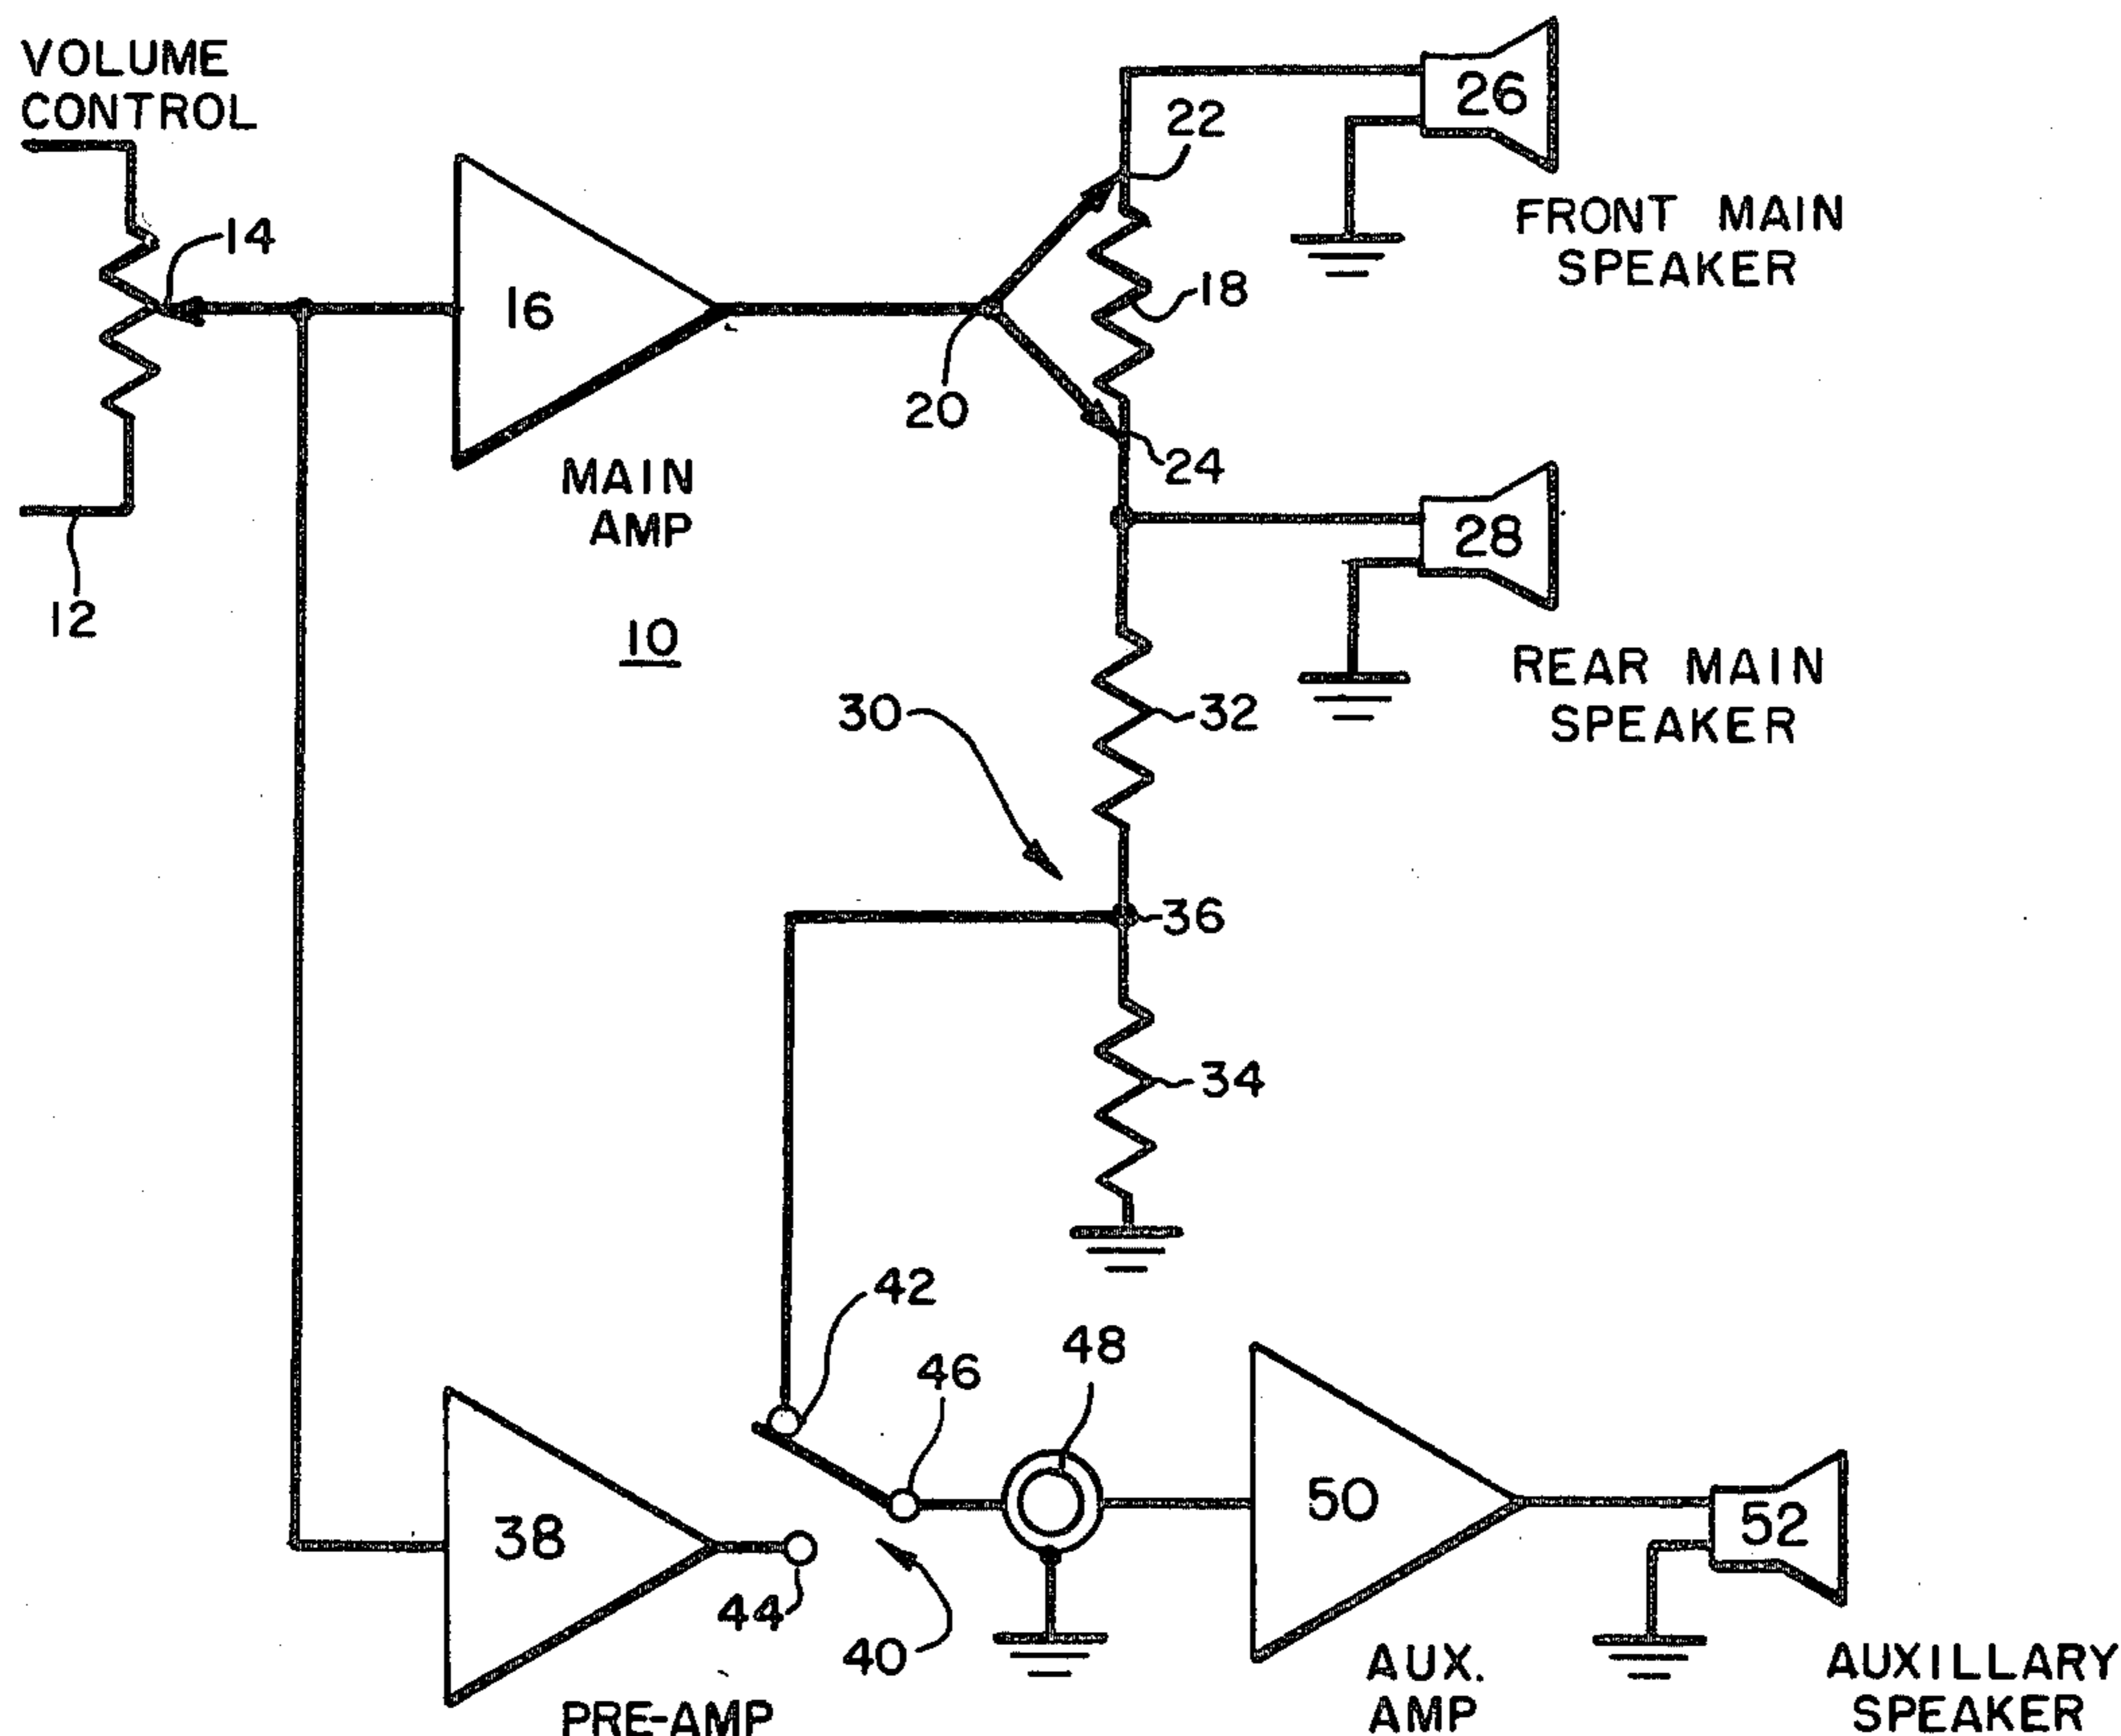 VOLUME
CONTROL
26
22
FRONT MAIN
SPEAKER
14
16
18
20
MAIN
AMP
24
28
12
10
REAR MAIN
SPEAKER
30
32
36
34
42
48
46
50
52
38
44
40
PRE-AMP
AUX.
AMP
AUXILLARY
SPEAKER